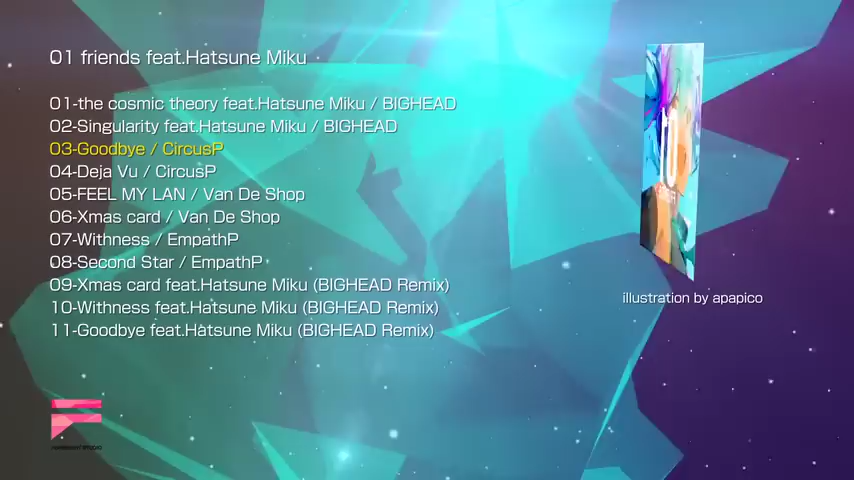 01 friends feat.Hatsune Miku
01-the cosmic theory feat.Hatsune Miku / BIGHEAD
02-Singularity feat.Hatsune Miku / BIGHEAD
03-Goodbye / CircusP
04-Deja Vu / CircusP
05-FEEL MY LAN / Van De Shop
06-Xmas card / Van De Shop
07-Withness / EmpathP
08-Second Star / EmpathP
09-Xmas card feat.Hatsune Miku (BIGHEAD Remix)
10-Withness feat.Hatsune Miku (BIGHEAD Remix)
11-Goodbye feat.Hatsune Miku (BIGHEAD Remix)
illustration by apapico